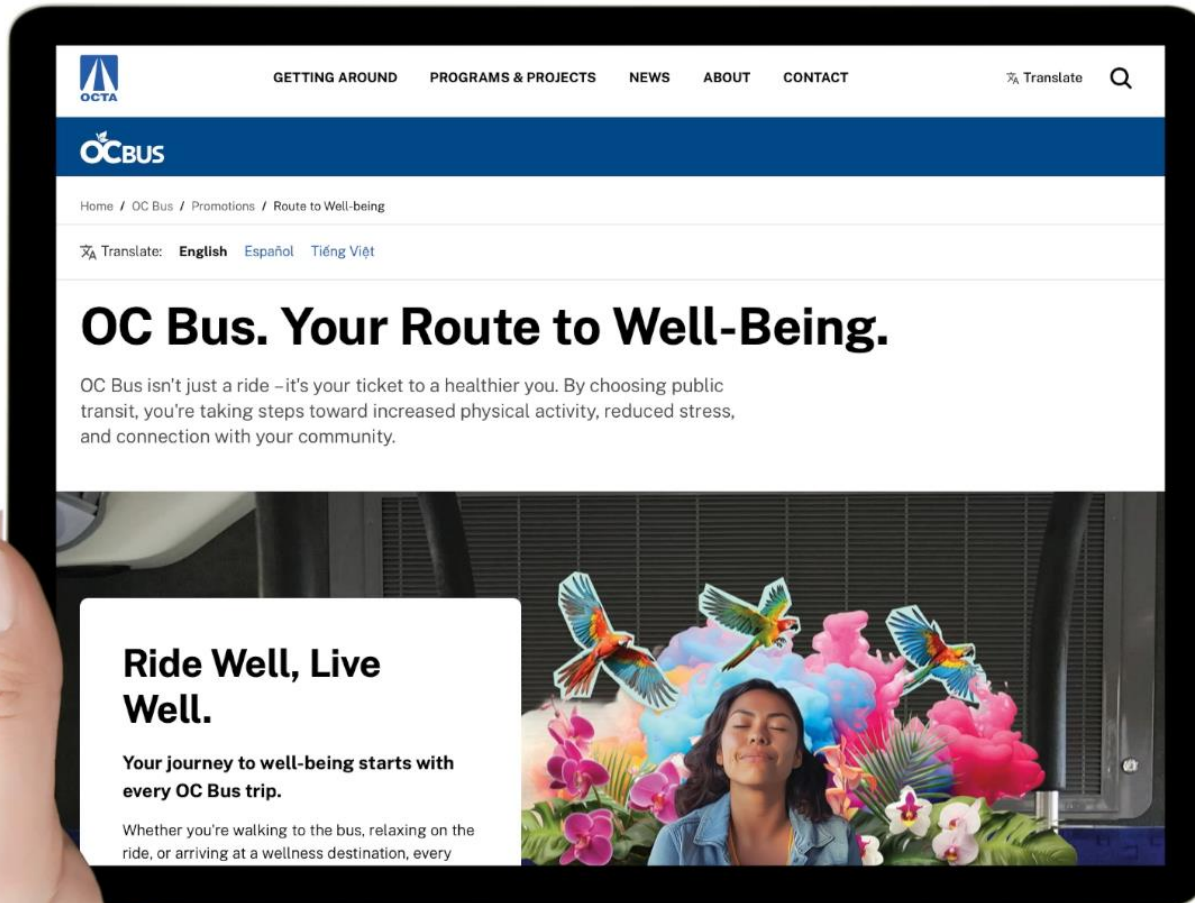 OCTA
GETTING AROUND PROGRAMS & PROJECTS NEWS ABOUT CONTACT
Translate
OCBUS
Home / OC Bus / Promotions / Route to Well-being
Translate: English Español Tiếng Việt
OC Bus. Your Route to Well-Being.
OC Bus isn't just a ride – it's your ticket to a healthier you. By choosing public
transit, you're taking steps toward increased physical activity, reduced stress,
and connection with your community.
Ride Well, Live
Well.
Your journey to well-being starts with
every OC Bus trip.
Whether you're walking to the bus, relaxing on the
ride, or arriving at a wellness destination, every